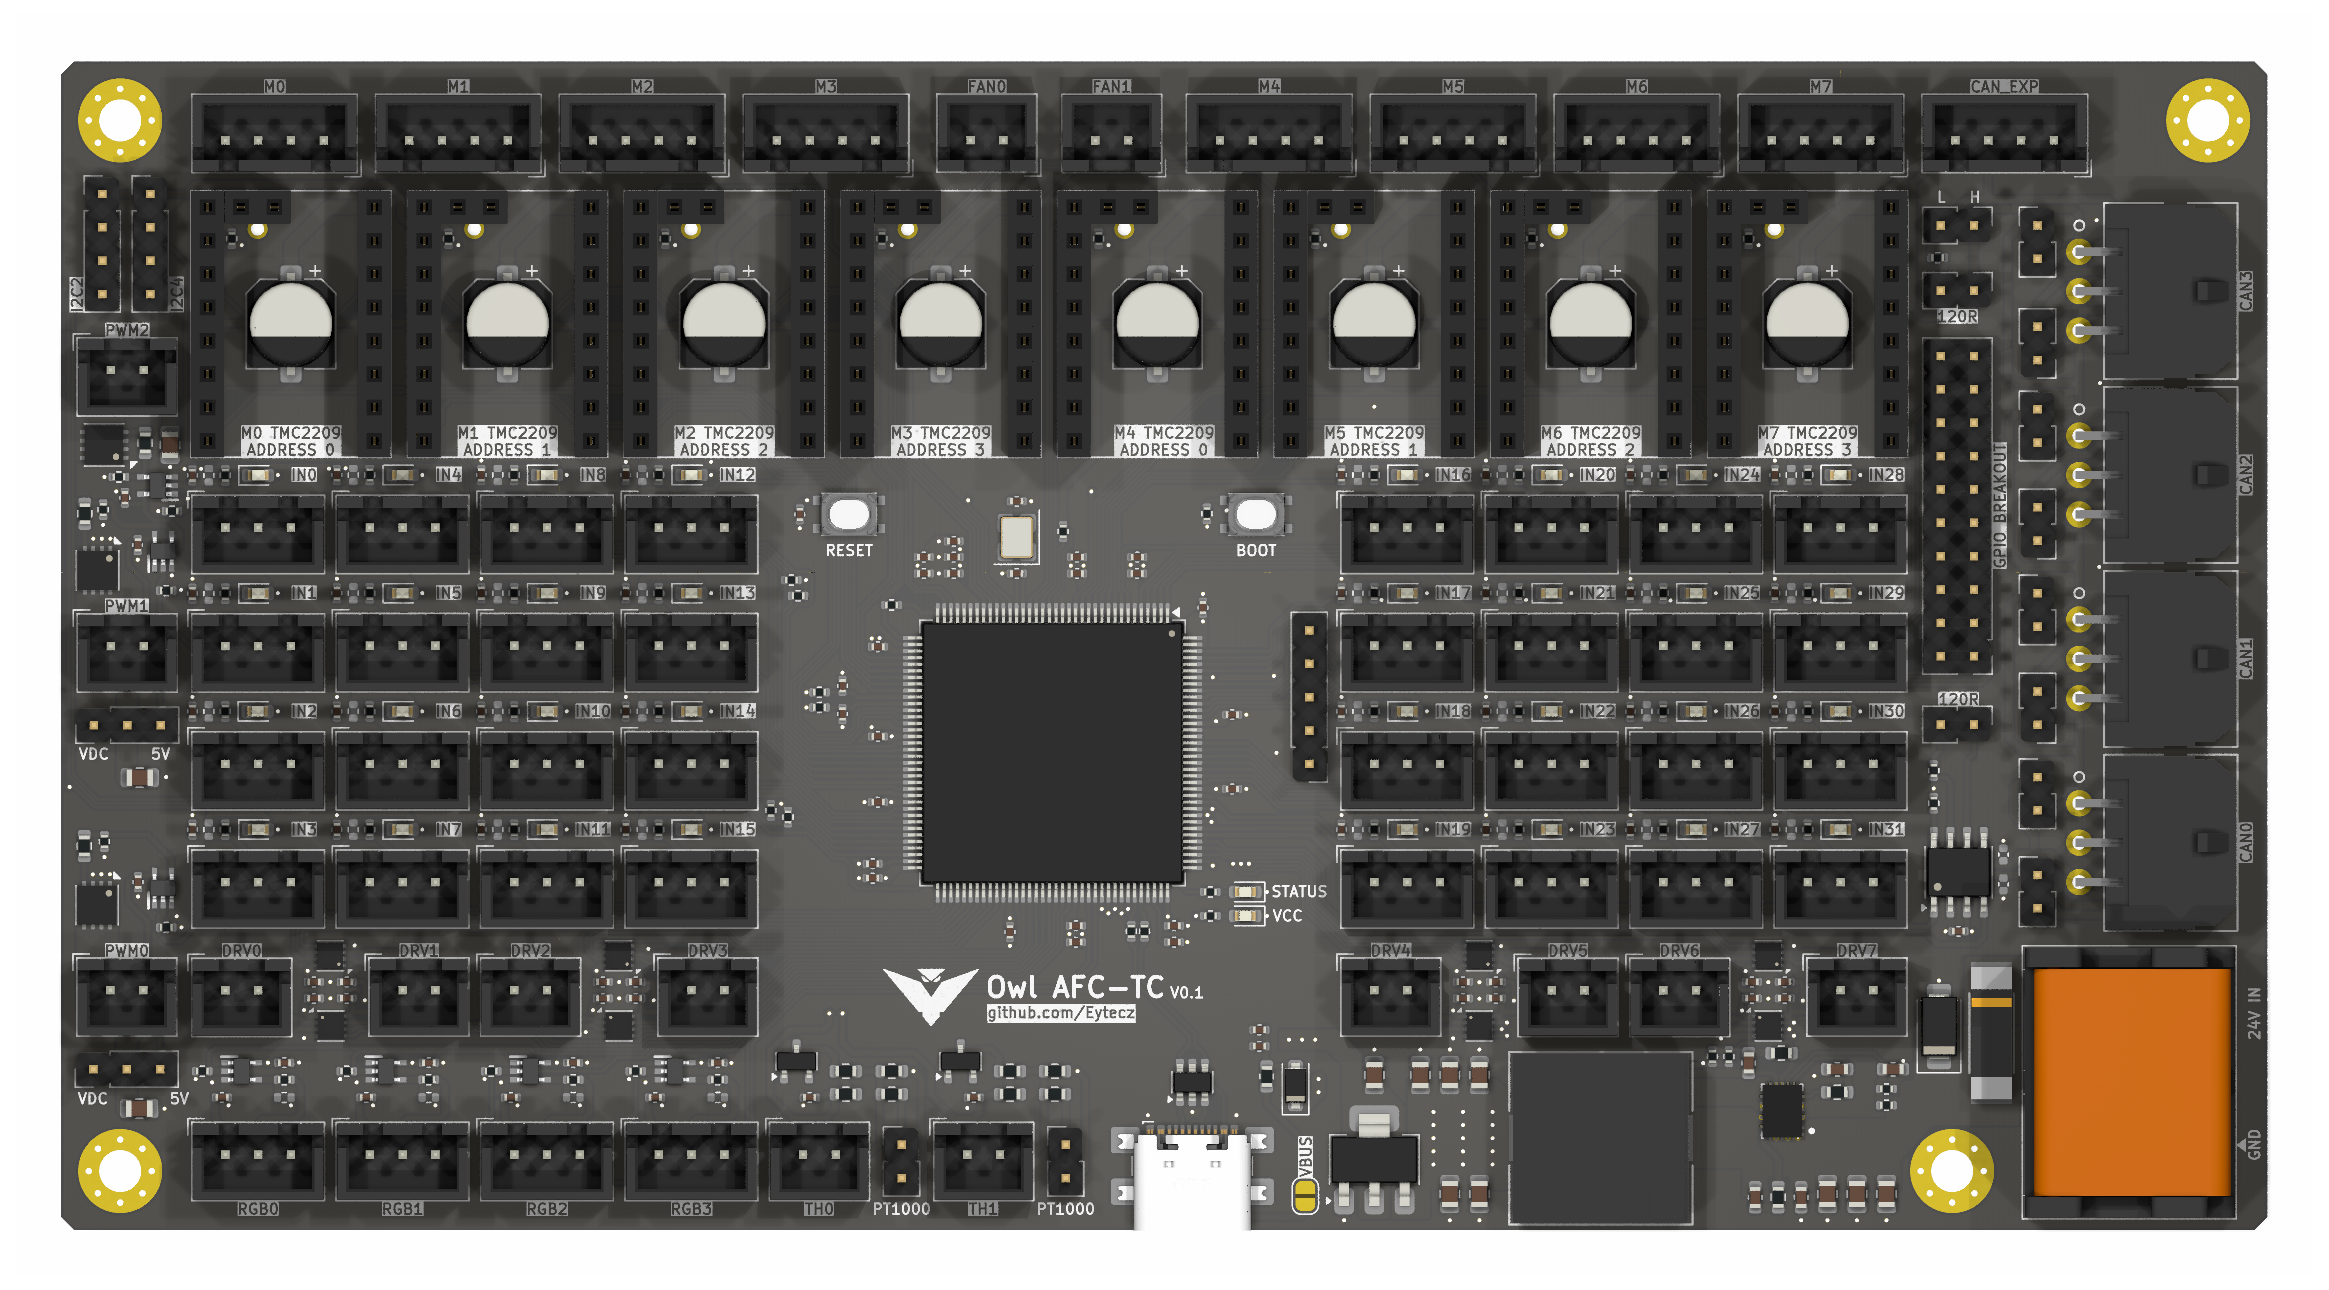 M0
M1
M2
M3
FAN0
FAN1
M4
M5
M6
M7
CAN_EXP
L H
I2C2
I2C4
CAN3
120R
PWM2
M0 TMC2209
ADDRESS 0
M1 TMC2209
ADDRESS 1
M2 TMC2209
ADDRESS 2
M3 TMC2209
ADDRESS 3
M4 TMC2209
ADDRESS 0
M5 TMC2209
ADDRESS 1
M6 TMC2209
ADDRESS 2
M7 TMC2209
ADDRESS 3
IN0
IN4
IN8
IN12
IN16
IN20
IN24
IN28
CAN2
GPIO BREAKOUT
RESET
BOOT
IN1
IN5
IN9
IN13
IN17
IN21
IN25
IN29
PWM1
CAN1
IN2
IN6
IN10
IN14
IN18
IN22
IN26
IN30
120R
VDC 5V
IN3
IN7
IN11
IN15
IN19
IN23
IN27
IN31
CAN0
STATUS
VCC
PWM0
DRV0
DRV1
DRV2
DRV3
DRV4
DRV5
DRV6
DRV7
Owl AFC-TC V0.1
github.com/Eytecz
24V IN
VDC 5V
VBUS
GND
RGB0
RGB1
RGB2
RGB3
TH0
PT1000
TH1
PT1000